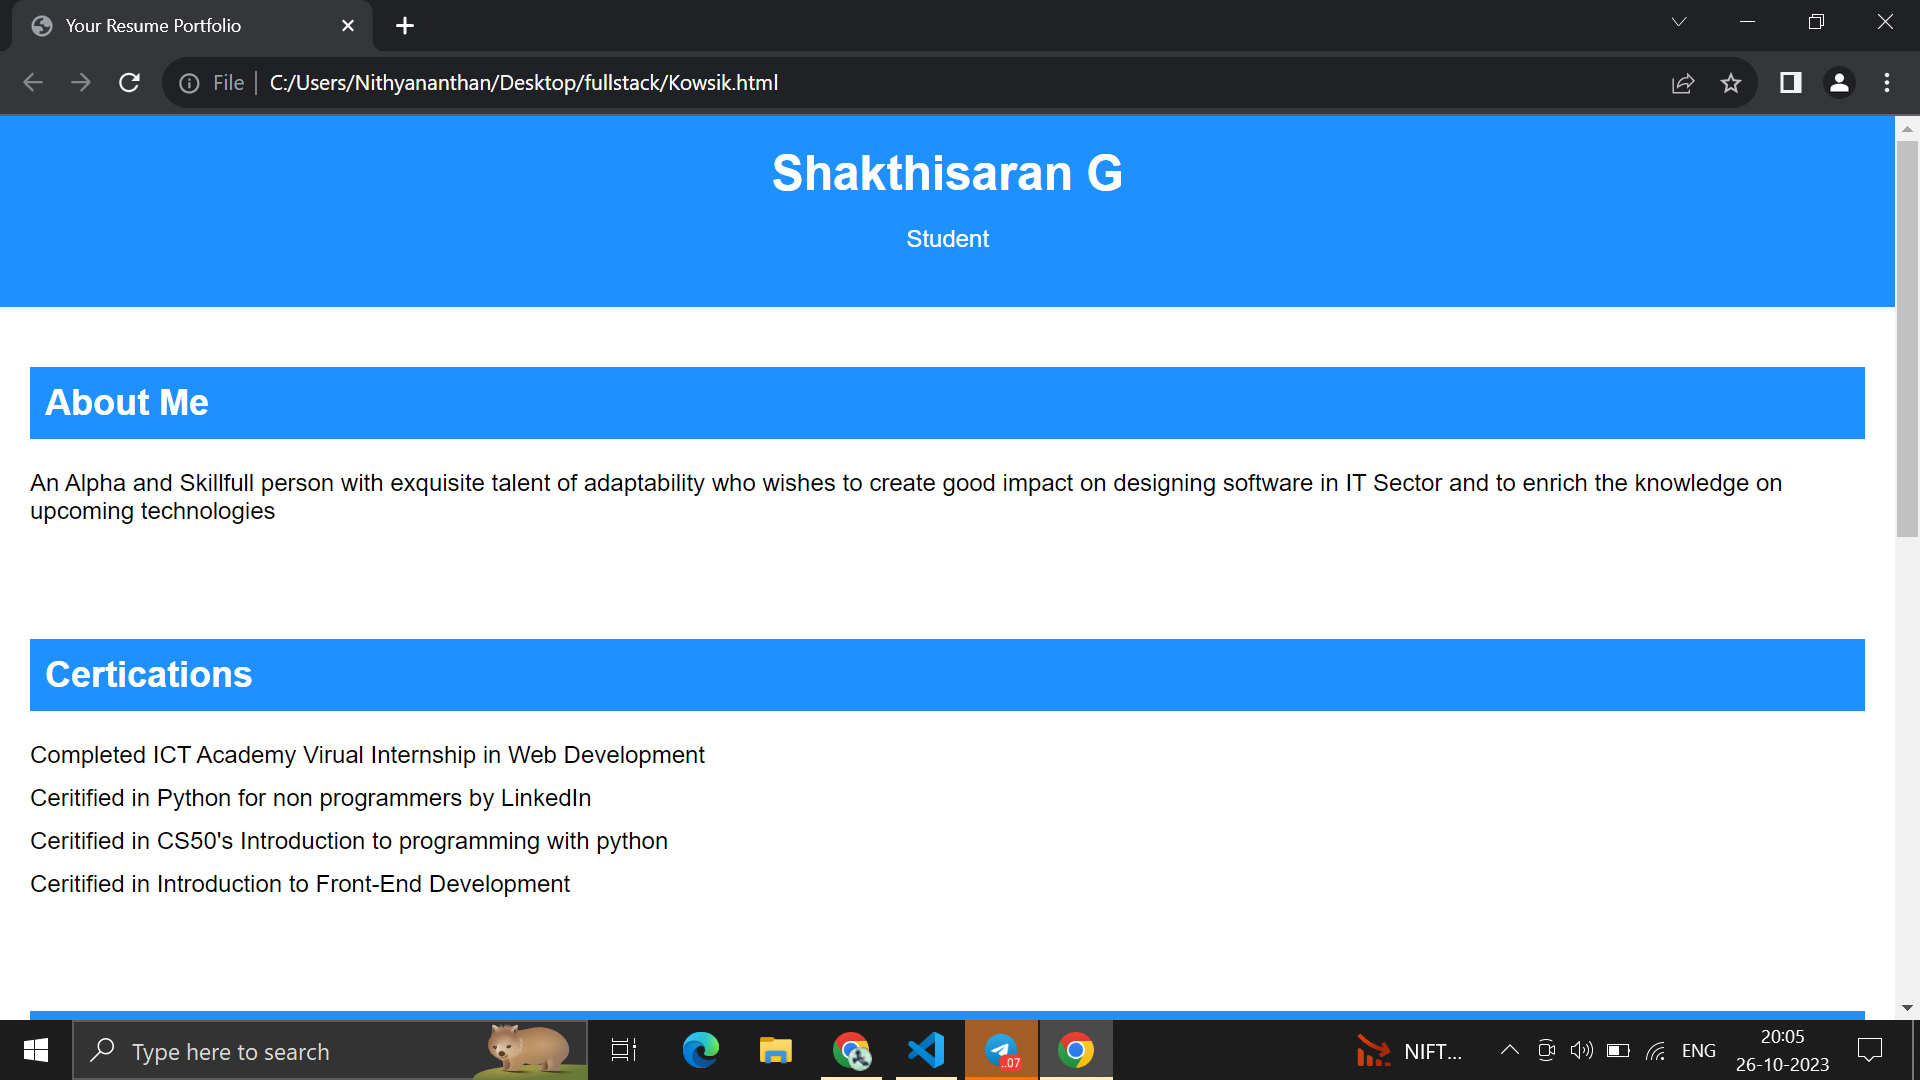 Your Resume Portfolio
File
C:/Users/Nithyananthan/Desktop/fullstack/Kowsik.html
Shakthisaran G
Student
About Me
An Alpha and Skillfull person with exquisite talent of adaptability who wishes to create good impact on designing software in IT Sector and to enrich the knowledge on
upcoming technologies
Certications
Completed ICT Academy Virual Internship in Web Development
Ceritified in Python for non programmers by LinkedIn
Ceritified in CS50's Introduction to programming with python
Ceritified in Introduction to Front-End Development
Type here to search
..07
NIFT...
ENG
20:05
26-10-2023